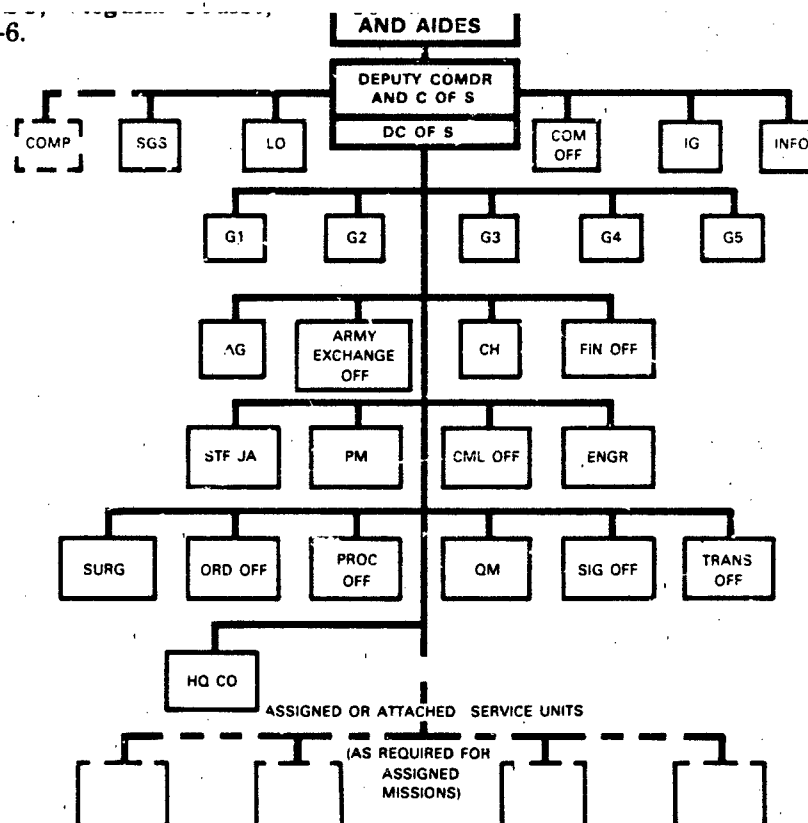 -6.
AND AIDES
DEPUTY COMDR
AND C OF S
DC OF S
COMP
SGS
LO
COM
OFF
IG
INFO
G1
G2
G3
G4
G5
AG
ARMY
EXCHANGE
OFF
CH
FIN OFF
STF JA
PM
CML OFF
ENGR
SURG
ORD OFF
PROC
OFF
QM
SIG OFF
TRANS
OFF
HQ CO
ASSIGNED OR ATTACHED SERVICE UNITS
(AS REQUIRED FOR
ASSIGNED
MISSIONS)